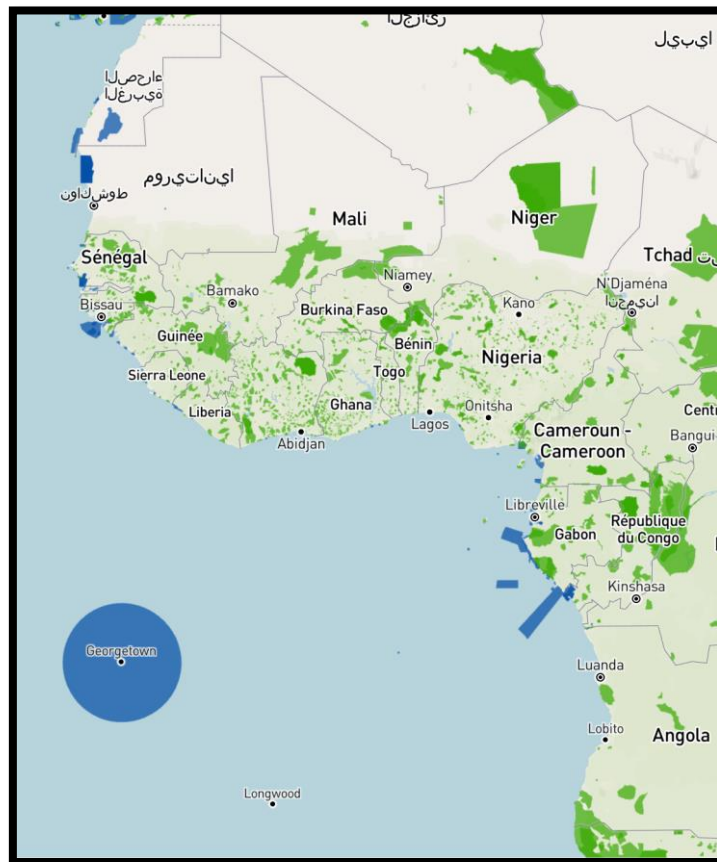 الجزائر
ليبيا
الصحراء
الغربية
موريتانيا
نواكشوط
Mali
Niger
Sénégal
Tchad تش
Niamey
N'Djaména
انجمينا
Bamako
Kano
Bissau
Burkina Faso
Guinée
Bénin
Nigeria
Sierra Leone
Togo
Liberia
Ghana
Centr
Lagos
Onitsha
Abidjan
Cameroun -
Cameroon
Bangui
Libreville
Gabon
République
du Congo
Kinshasa
Georgetown
Luanda
Lobito
Angola
Longwood